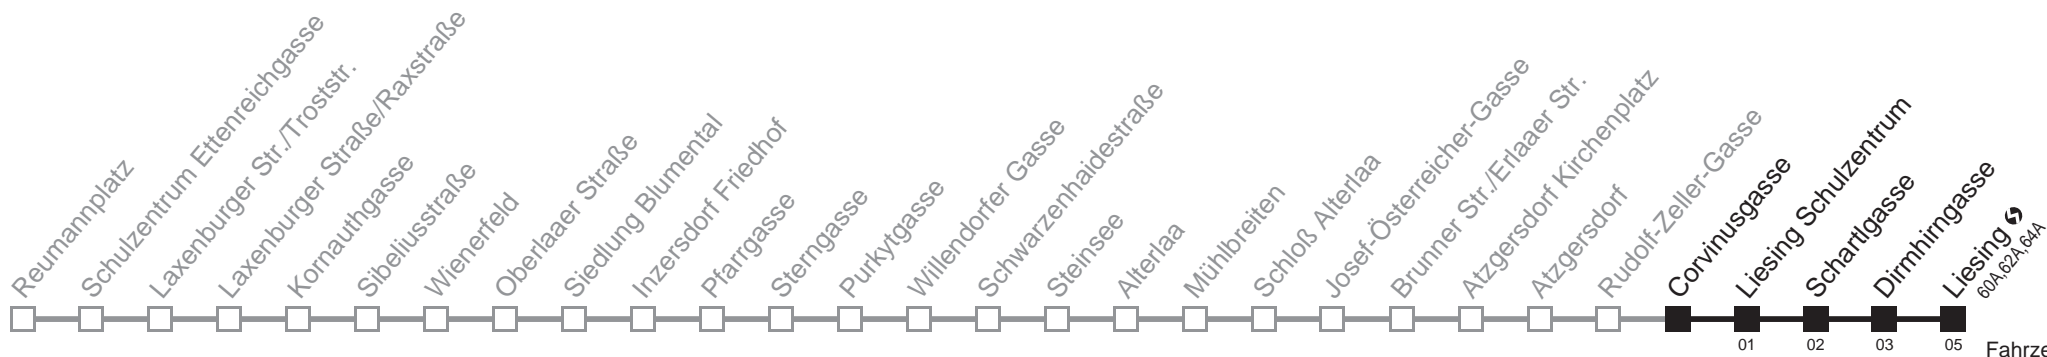 Reumannplatz
Schulzentrum Ettenreichgasse
Laxenburger Str./Troststr.
Laxenburger Straße/Raxstraße
Kornauthgasse
Sibeliusstraße
Wienerfeld
Oberlaaer Straße
Siedlung Blumental
Inzersdorf Friedhof
Pfarrgasse
Sterngasse
Purkytgasse
Willendorfer Gasse
Schwarzenhaidestraße
Steinsee
Alterlaa
Mühlbreiten
Schloß Alterlaa
Josef-Österreicher-Gasse
Brunner Str./Erlaaer Str.
Atzgersdorf Kirchenplatz
Atzgersdorf
Rudolf-Zeller-Gasse
Corvinusgasse
Liesing Schulzentrum
Schartlgasse
Dirmhirngasse
Liesing
60A,62A,64A
01 02 03 05
Fahrze